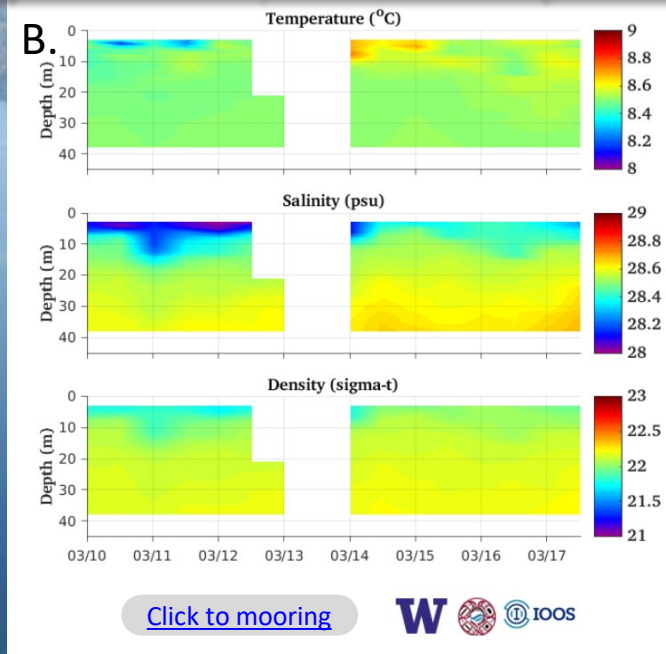 B.
Temperature (°C)
Depth (m)
0
10
20
30
40
9
8.8
8.6
8.4
8.2
8
Salinity (psu)
Depth (m)
0
10
20
30
40
29
28.8
28.6
28.4
28.2
28
Density (sigma-t)
Depth (m)
0
10
20
30
40
23
22.5
22
21.5
21
03/10 03/11 03/12 03/13 03/14 03/15 03/16 03/17
Click to mooring
W
IOOS